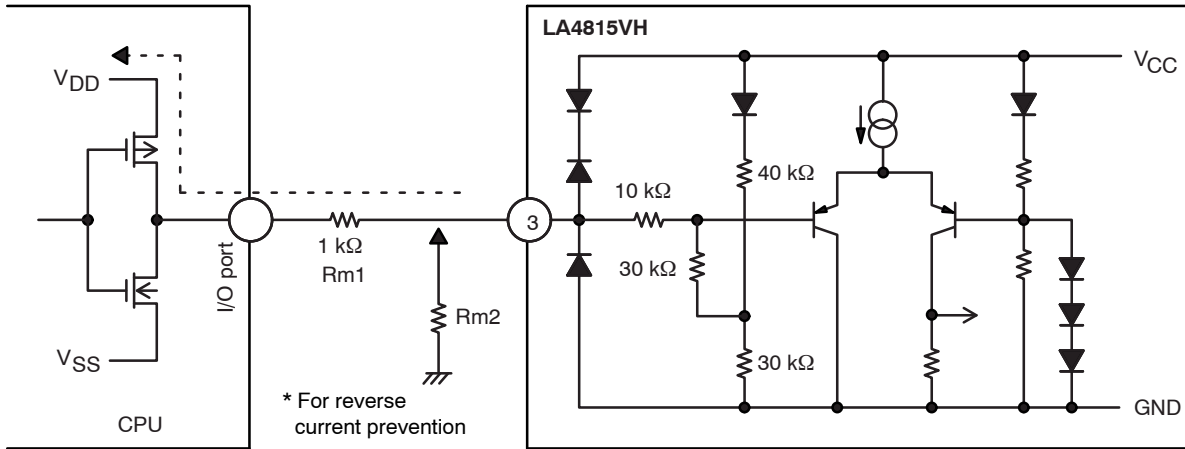 LA4815VH
VDD
VCC
40 kΩ
10 kΩ
3
I/O port
1 kΩ
Rm1
30 kΩ
Rm2
VSS
30 kΩ
* For reverse
current prevention
GND
CPU